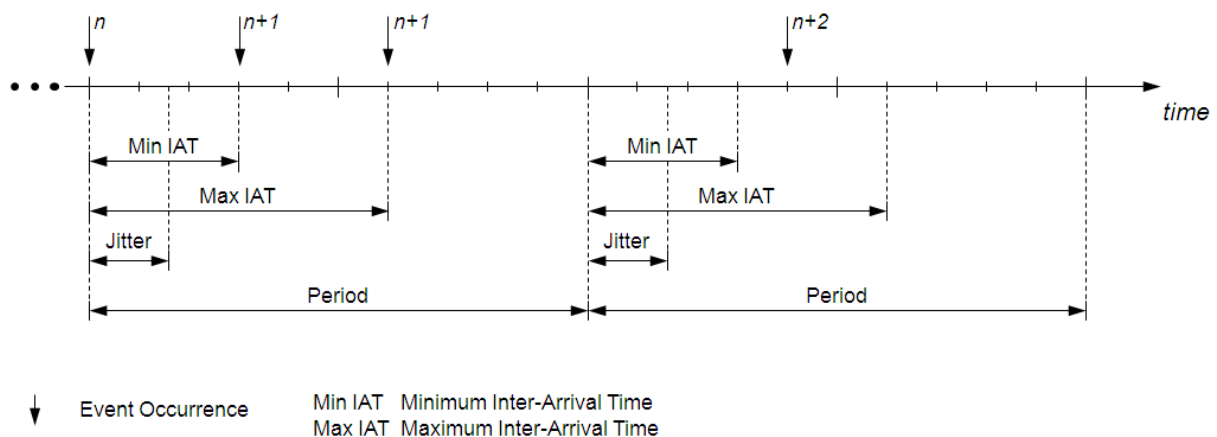 n
n+1
n+1
n+2
time
Min IAT
Min IAT
Max IAT
Max IAT
Jitter
Jitter
Period
Period
Event Occurrence
Min IAT Minimum Inter-Arrival Time
Max IAT Maximum Inter-Arrival Time